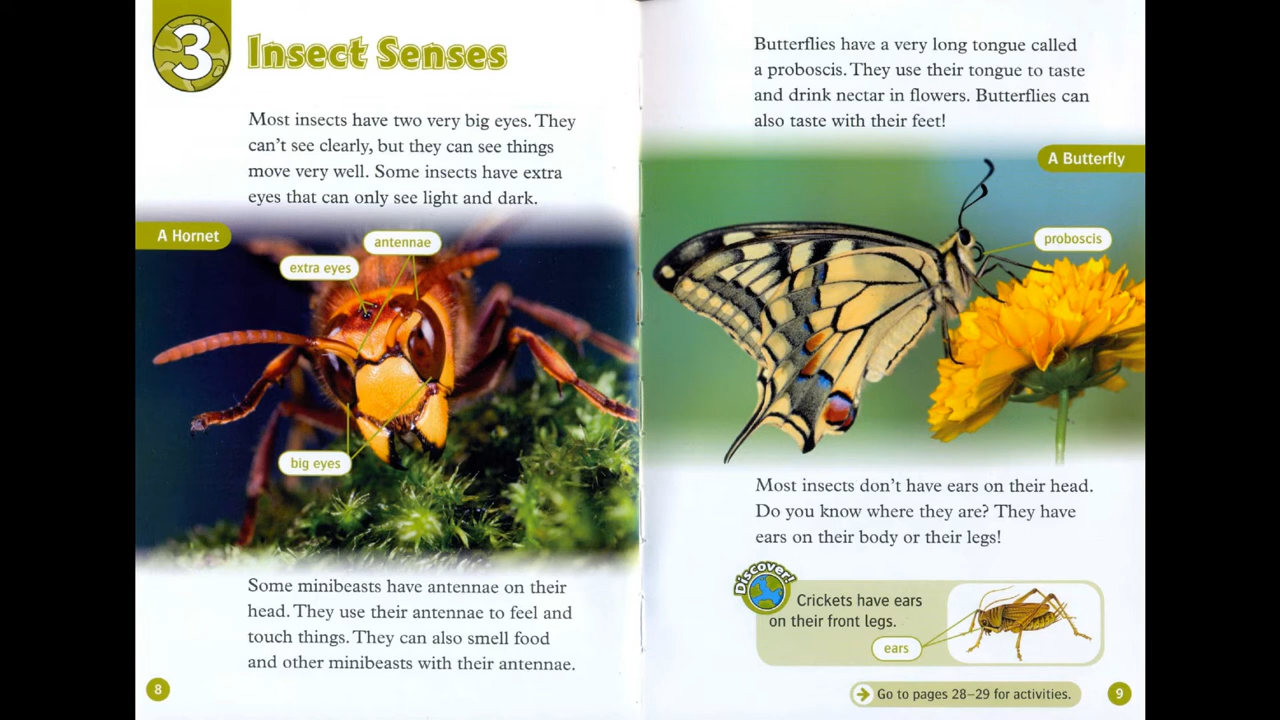 3
Insect Senses
Most insects have two very big eyes. They
can't see clearly, but they can see things
move very well. Some insects have extra
eyes that can only see light and dark.
A Hornet
antennae
extra eyes
big eyes
Some minibeasts have antennae on their
head. They use their antennae to feel and
touch things. They can also smell food
and other minibeasts with their antennae.
8
Butterflies have a very long tongue called
a proboscis. They use their tongue to taste
and drink nectar in flowers. Butterflies can
also taste with their feet!
A Butterfly
proboscis
Most insects don't have ears on their head.
Do you know where they are? They have
ears on their body or their legs!
Discover!
Crickets have ears
on their front legs.
ears
Go to pages 28–29 for activities.
9